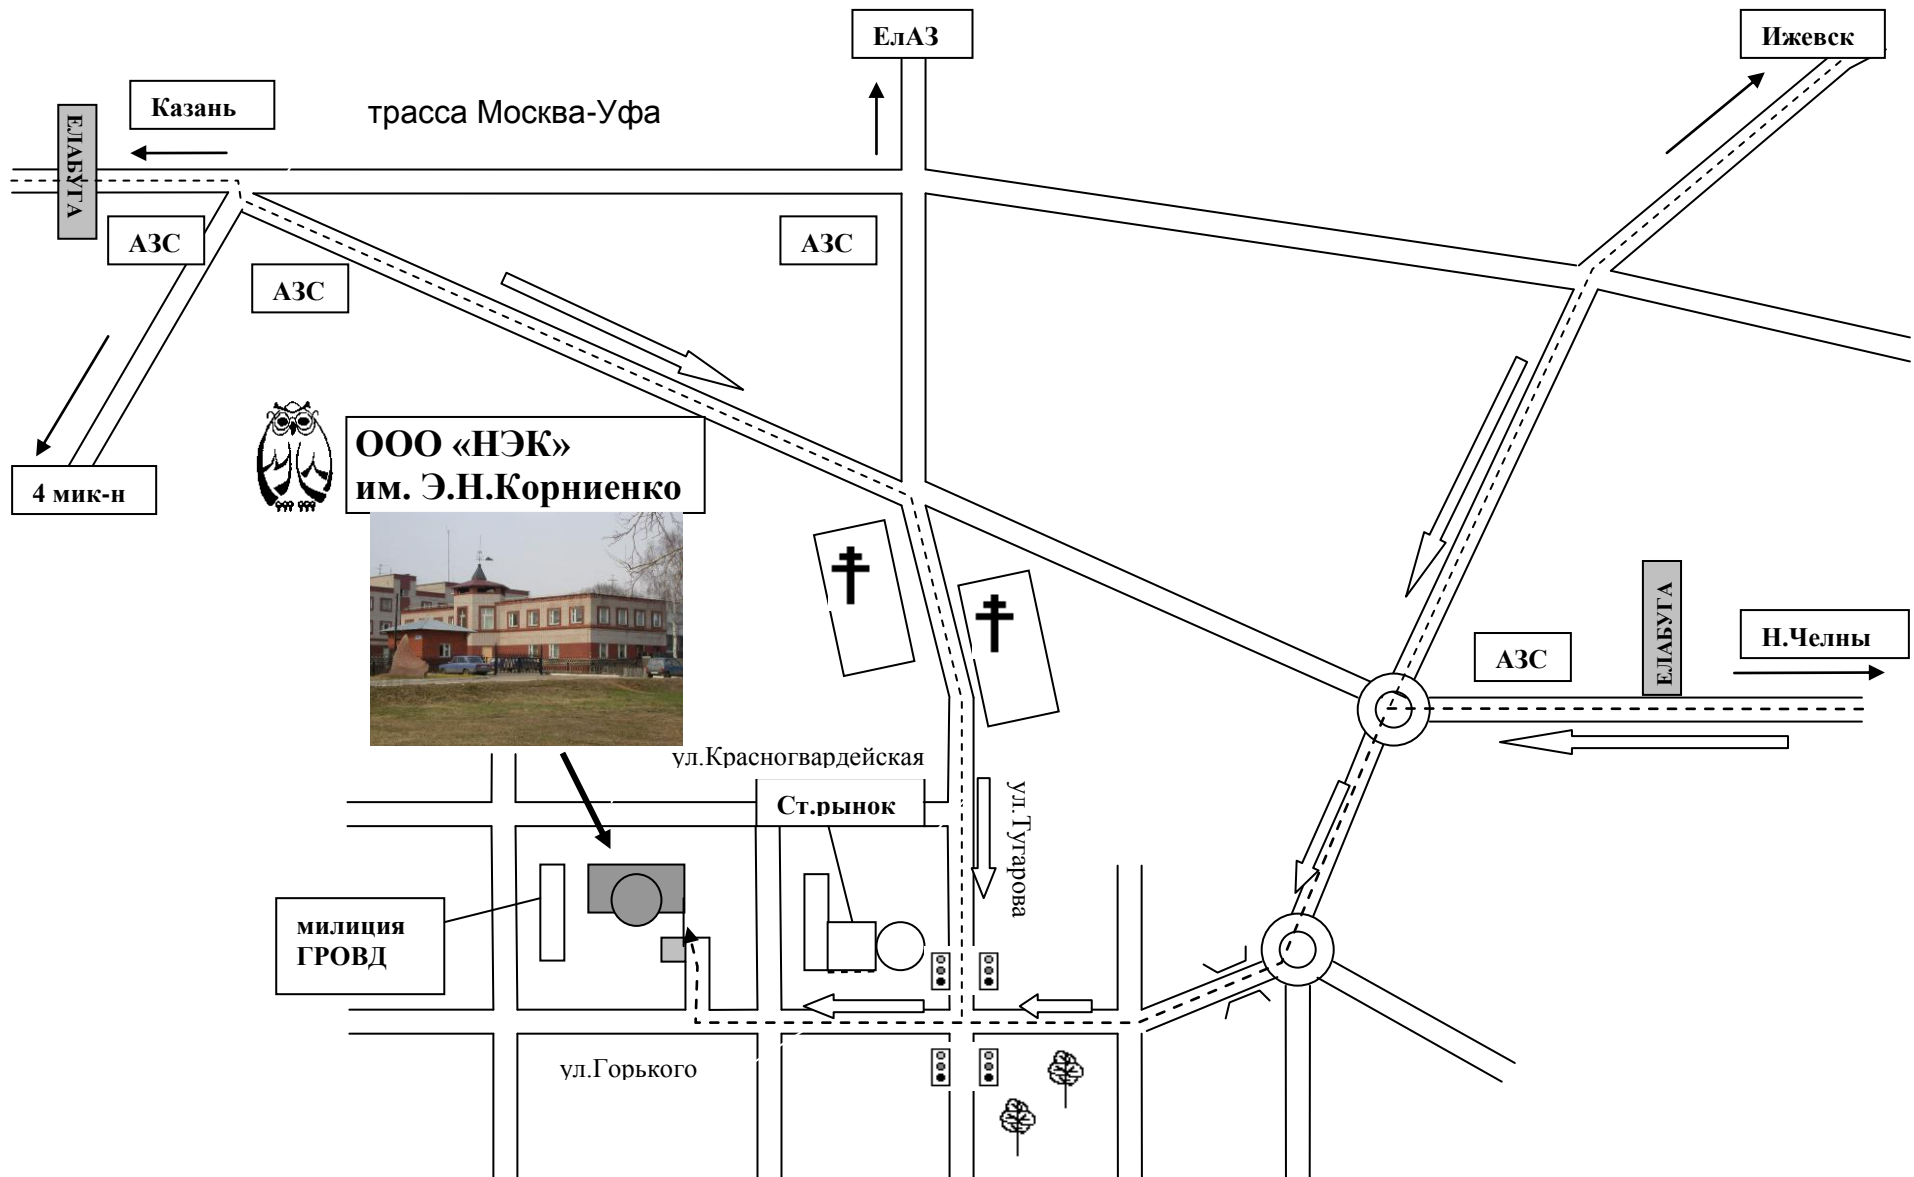 ЕлАЗ
Ижевск
Казань
трасса Москва-Уфа
ЕЛАБУГА
АЗС
АЗС
АЗС
ООО «НЭК»
им. Э.Н.Корниенко
4 мик-н
ЕЛАБУГА
Н.Челны
АЗС
ул.Красногвардейская
Ст.рынок
ул.Тугарова
милиция
ГРОВД
ул.Горького